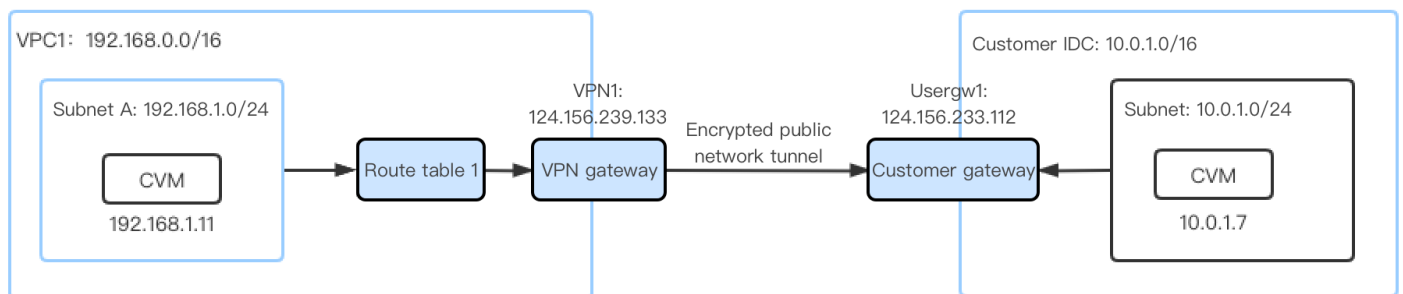 VPC1: 192.168.0.0/16
Customer IDC: 10.0.1.0/16
Subnet A: 192.168.1.0/24
VPN1:
124.156.239.133
Usergw1:
124.156.233.112
Subnet: 10.0.1.0/24
Encrypted public
network tunnel
CVM
Route table 1
VPN gateway
Customer gateway
CVM
192.168.1.11
10.0.1.7